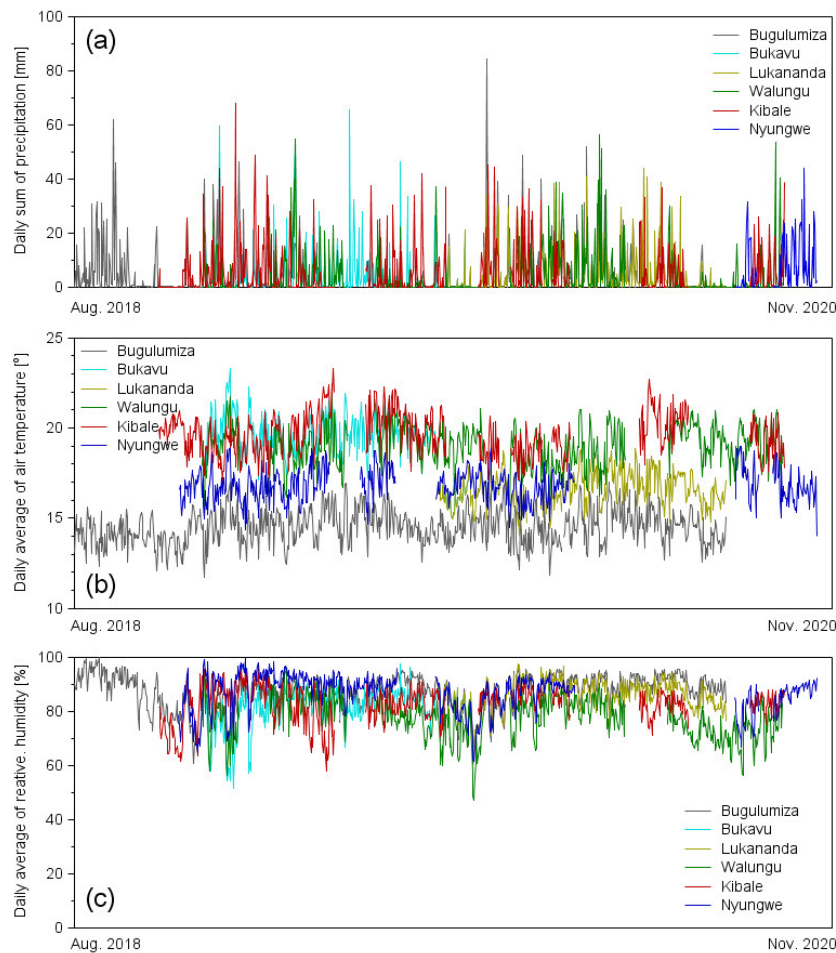 100
(a)
Bugulumiza
Bukavu
80
Lukananda
Walungu
Kibale
60
Nyungwe
40
20
0
Daily sum of precipitation [mm]
Aug. 2018
Nov. 2020
25
Bugulumiza
Bukavu
Lukananda
Walungu
20
Kibale
Nyungwe
15
10
(b)
Daily average of air temperature [°]
Aug. 2018
Nov. 2020
100
80
60
40
Bugulumiza
Bukavu
Lukananda
20
Walungu
Kibale
Nyungwe
(c)
0
Daily average of reative. humidity [%]
Aug. 2018
Nov. 2020